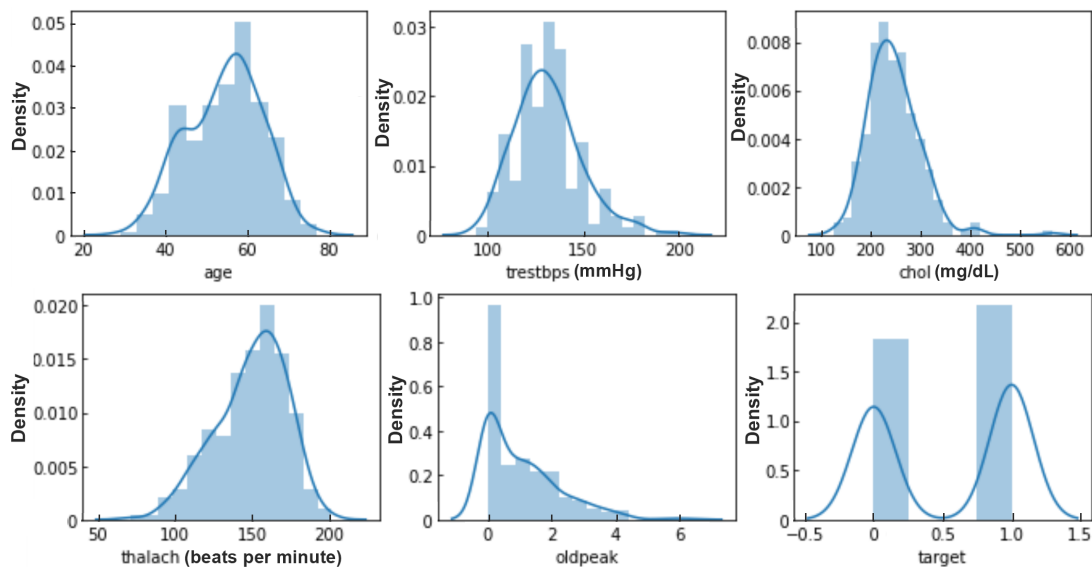 0.05
0.04
0.03
0.02
0.01
0
Density
20 40 60 80
age
0.03
0.02
0.01
0
Density
100 150 200
trestbps (mmHg)
0.008
0.006
0.004
0.002
0
Density
100 200 300 400 500 600
chol (mg/dL)
0.020
0.015
0.010
0.005
0
Density
50 100 150 200
thalach (beats per minute)
1.0
0.8
0.6
0.4
0.2
0
Density
0 2 4 6
oldpeak
2.0
1.5
1.0
0.5
0
Density
−0.5 0 0.5 1.0 1.5
target